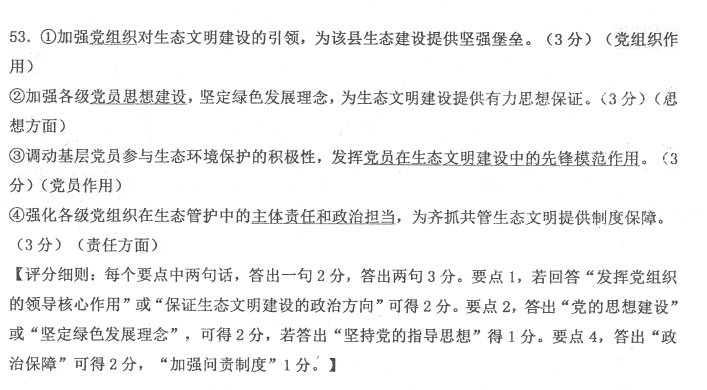 53. ①加强党组织对生态文明建设的引领，为该县生态建设提供坚强堡垒。（3 分）（党组织作
用）
②加强各级党员思想建设，坚定绿色发展理念，为生态文明建设提供有力思想保证。（3 分）（思
想方面）
③调动基层党员参与生态环境保护的积极性，发挥党员在生态文明建设中的先锋模范作用。（3
分）（党员作用）
④强化各级党组织在生态管护中的主体责任和政治担当，为齐抓共管生态文明提供制度保障。
（3 分）（责任方面）
【评分细则：每个要点中两句话，答出一句 2 分，答出两句 3 分。要点 1，若回答“发挥党组织
的领导核心作用”或“保证生态文明建设的政治方向”可得 2 分。要点 2，答出“党的思想建设”
或“坚定绿色发展理念”，可得 2 分，若答出“坚持党的指导思想”得 1 分。要点 4，答出“政
治保障”可得 2 分，“加强问责制度”1 分。】